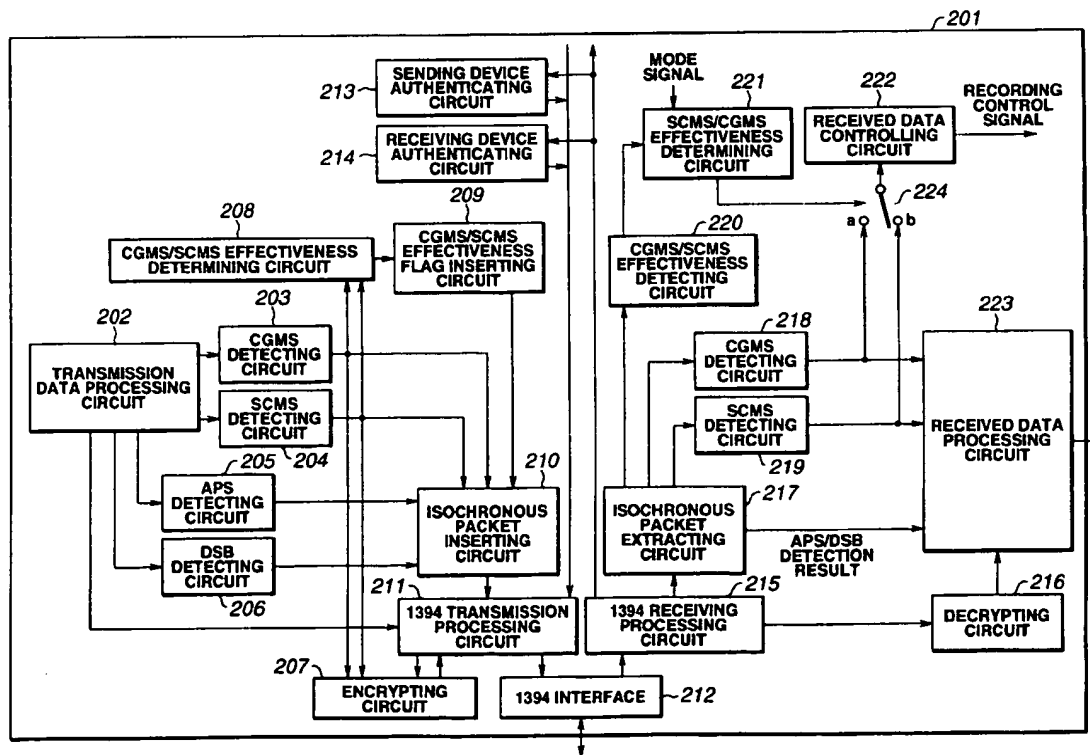 201
SENDING DEVICE
AUTHENTICATING
CIRCUIT
213
RECEIVING DEVICE
AUTHENTICATING
CIRCUIT
214
MODE
SIGNAL
221
SCMS/CGMS
EFFECTIVENESS
DETERMINING
CIRCUIT
222
RECEIVED DATA
CONTROLLING
CIRCUIT
RECORDING
CONTROL
SIGNAL
224
a
b
208
CGMS/SCMS EFFECTIVENESS
DETERMINING CIRCUIT
209
CGMS/SCMS
EFFECTIVENESS
FLAG INSERTING
CIRCUIT
220
CGMS/SCMS
EFFECTIVENESS
DETECTING
CIRCUIT
202
TRANSMISSION
DATA PROCESSING
CIRCUIT
203
CGMS
DETECTING
CIRCUIT
SCMS
DETECTING
CIRCUIT
204
218
CGMS
DETECTING
CIRCUIT
SCMS
DETECTING
CIRCUIT
219
223
RECEIVED DATA
PROCESSING
CIRCUIT
205
APS
DETECTING
CIRCUIT
DSB
DETECTING
CIRCUIT
206
210
ISOCHRONOUS
PACKET
INSERTING
CIRCUIT
217
ISOCHRONOUS
PACKET
EXTRACTING
CIRCUIT
APS/DSB
DETECTION
RESULT
211
1394 TRANSMISSION
PROCESSING
CIRCUIT
215
1394 RECEIVING
PROCESSING
CIRCUIT
216
DECRYPTING
CIRCUIT
207
ENCRYPTING
CIRCUIT
1394 INTERFACE
212